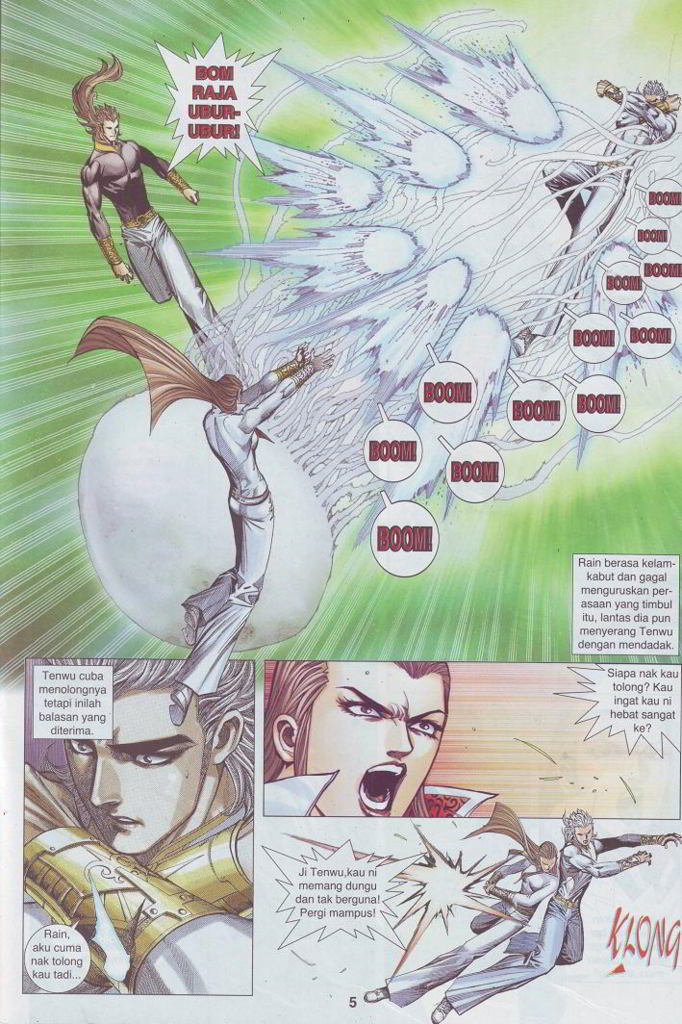 BOM
RAJA
UBUR-
UBUR!
BOOM!
BOOM!
BOOM!
BOOM!
BOOM!
BOOM!
BOOM!
BOOM!
BOOM!
BOOM!
BOOM!
BOOM!
Rain berasa kelam-
kabut dan gagal
menguruskan per-
asaan yang timbul
itu, lantas dia pun
menyerang Tenwu
dengan mendadak.
Tenwu cuba
menolongnya
tetapi inilah
balasan yang
diterima.
Rain,
aku cuma
nak tolong
kau tadi...
Siapa nak kau
tolong? Kau
ingat kau ni
hebat sangat
ke?
Ji Tenwu,kau ni
memang dungu
dan tak berguna!
Pergi mampus!
KLONG
5